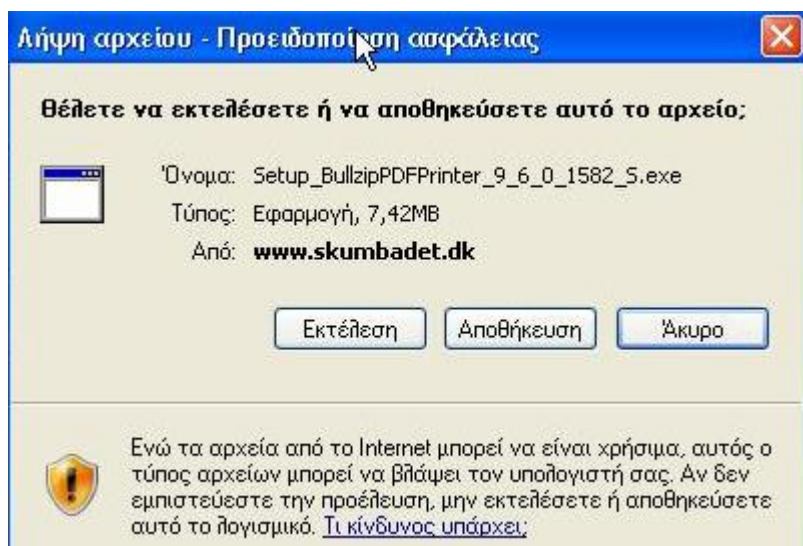 Λήψη αρχείου - Προειδοποίηση ασφάλειας
Θέλετε να εκτελέσετε ή να αποθηκεύσετε αυτό το αρχείο;
Όνομα: Setup_BullzipPDFPrinter_9_6_0_1582_S.exe
Τύπος: Εφαρμογή, 7,42MB
Από: www.skumbadet.dk
Εκτέλεση Αποθήκευση Άκυρο
Ενώ τα αρχεία από το Internet μπορεί να είναι χρήσιμα, αυτός ο
τύπος αρχείων μπορεί να βλάψει τον υπολογιστή σας. Αν δεν
εμπιστεύεστε την προέλευση, μην εκτελέσετε ή αποθηκεύσετε
αυτό το λογισμικό. Τι κίνδυνος υπάρχει;